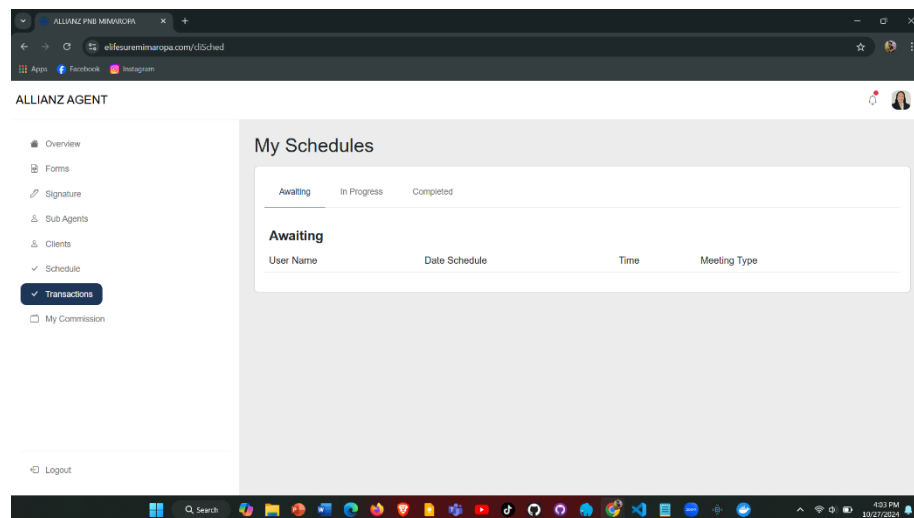 ALLIANZ PNB MIMAROPA
elifesuremimaropa.com/cliSched
Apps Facebook Instagram
ALLIANZ AGENT
Overview
Forms
Signature
Sub Agents
Clients
Schedule
Transactions
My Commission
Logout
My Schedules
Awaiting In Progress Completed
Awaiting
User Name Date Schedule Time Meeting Type
Search
4:03 PM
10/27/2024